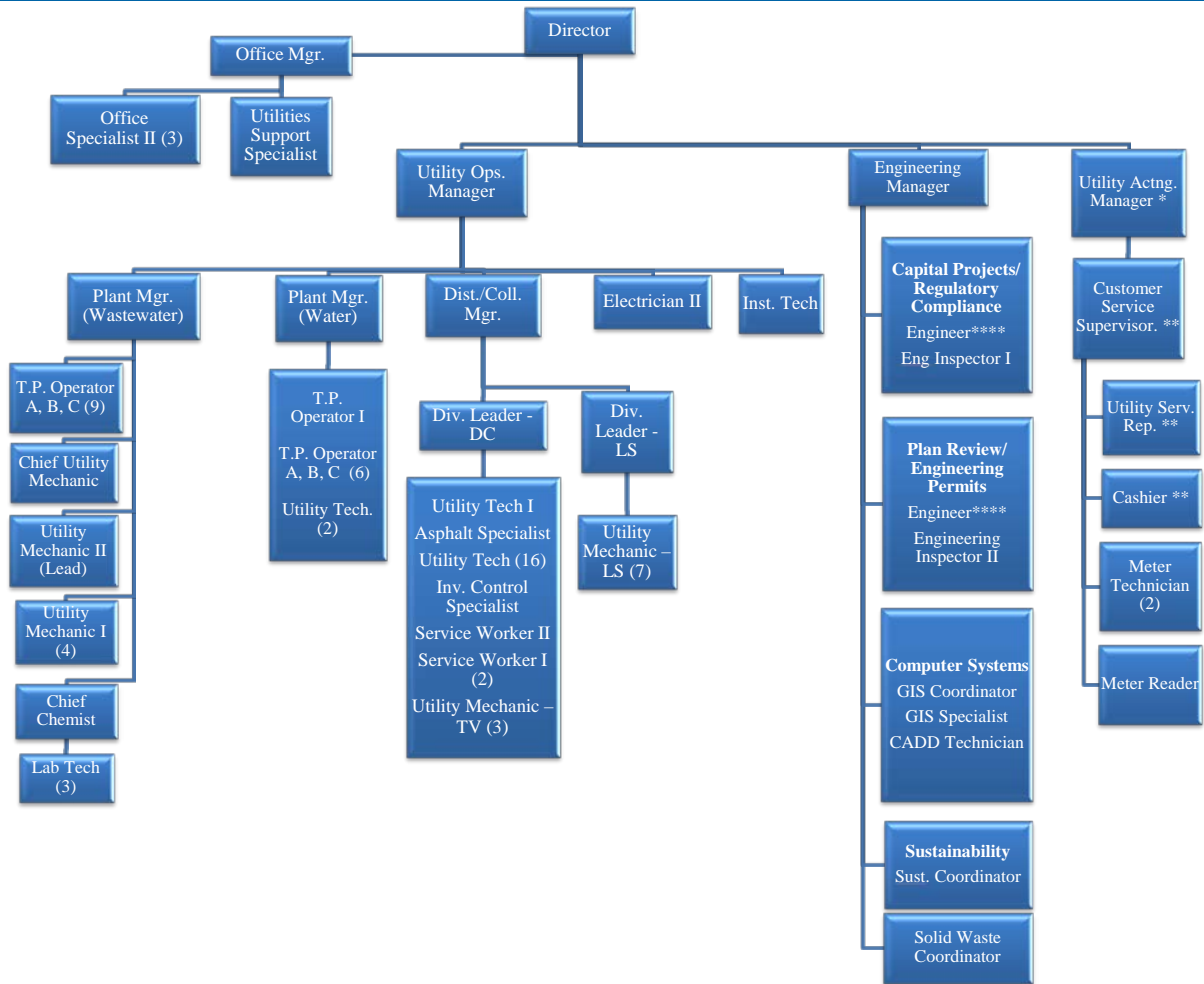 Director
Office Mgr.
Office
Specialist II (3)
Utilities
Support
Specialist
Utility Ops.
Manager
Engineering
Manager
Utility Actng.
Manager *
Plant Mgr.
(Wastewater)
Plant Mgr.
(Water)
Dist./Coll.
Mgr.
Electrician II
Inst. Tech
T.P. Operator
A, B, C (9)
Chief Utility
Mechanic
Utility
Mechanic II
(Lead)
Utility
Mechanic I
(4)
Chief
Chemist
Lab Tech
(3)
T.P.
Operator I
T.P. Operator
A, B, C  (6)
Utility Tech.
(2)
Div. Leader -
DC
Utility Tech I
Asphalt Specialist
Utility Tech (16)
Inv. Control
Specialist
Service Worker II
Service Worker I
(2)
Utility Mechanic –
TV (3)
Div.
Leader -
LS
Utility
Mechanic –
LS (7)
Capital Projects/
Regulatory
Compliance
Engineer****
Eng Inspector I
Plan Review/
Engineering
Permits
Engineer****
Engineering
Inspector II
Computer Systems
GIS Coordinator
GIS Specialist
CADD Technician
Sustainability
Sust. Coordinator
Solid Waste
Coordinator
Customer
Service
Supervisor. **
Utility Serv.
Rep. **
Cashier **
Meter
Technician
(2)
Meter Reader